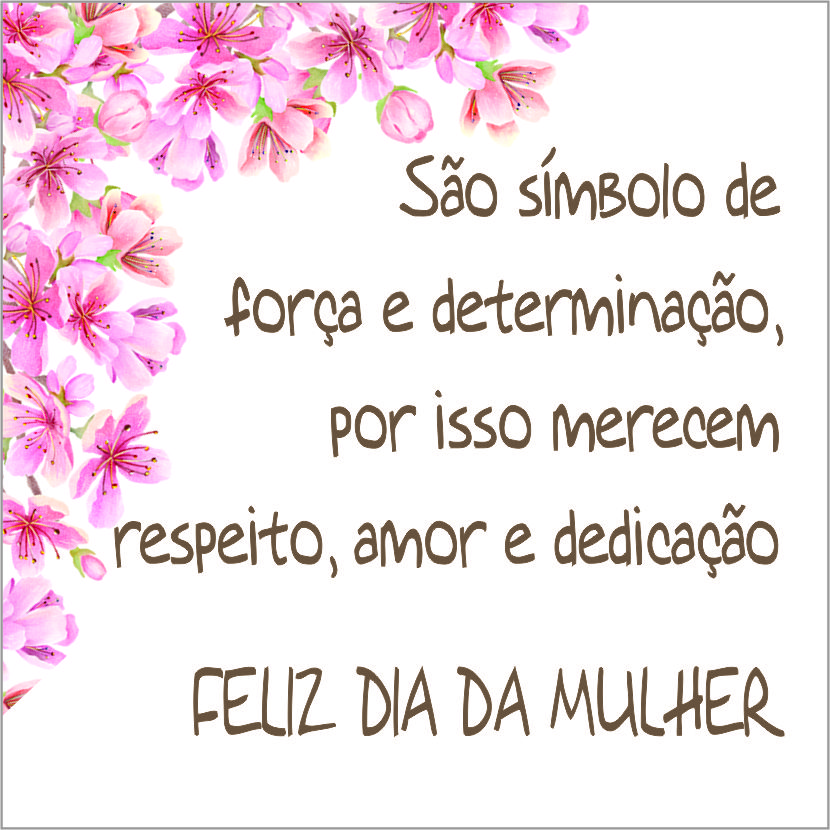 São símbolo de
força e determinação,
por isso merecem
respeito, amor e dedicação
FELIZ DIA DA MULHER